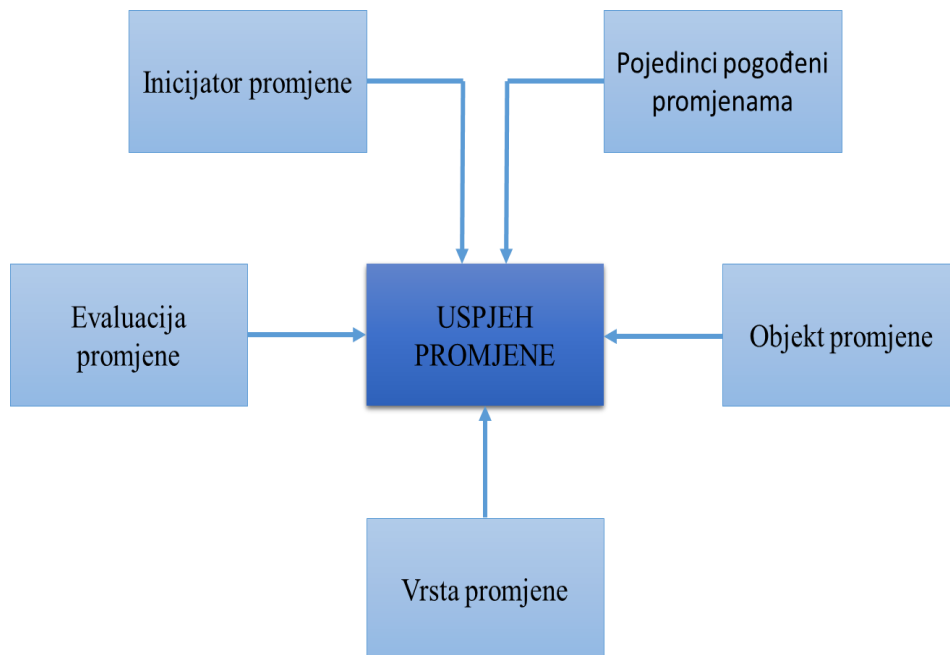 Inicijator promjene
Pojedinci pogođeni
promjenama
Evaluacija
promjene
USPJEH
PROMJENE
Objekt promjene
Vrsta promjene